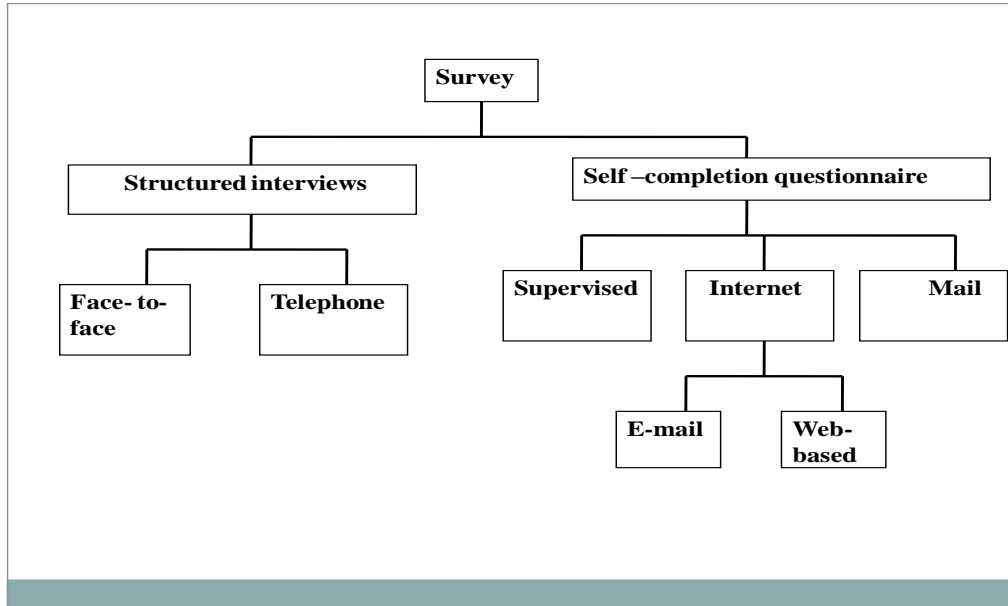 Survey
Structured interviews
Self –completion questionnaire
Face- to-
face
Telephone
Supervised
Internet
Mail
E-mail
Web-
based